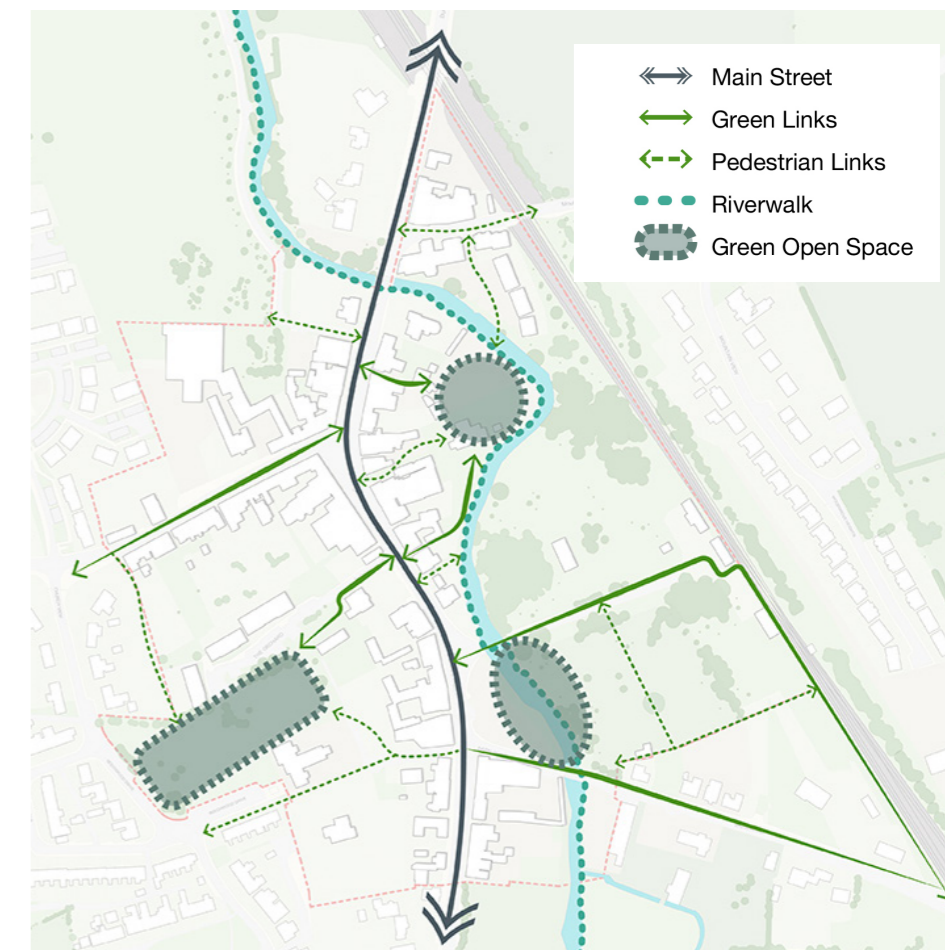 Main Street
Green Links
Pedestrian Links
Riverwalk
Green Open Space